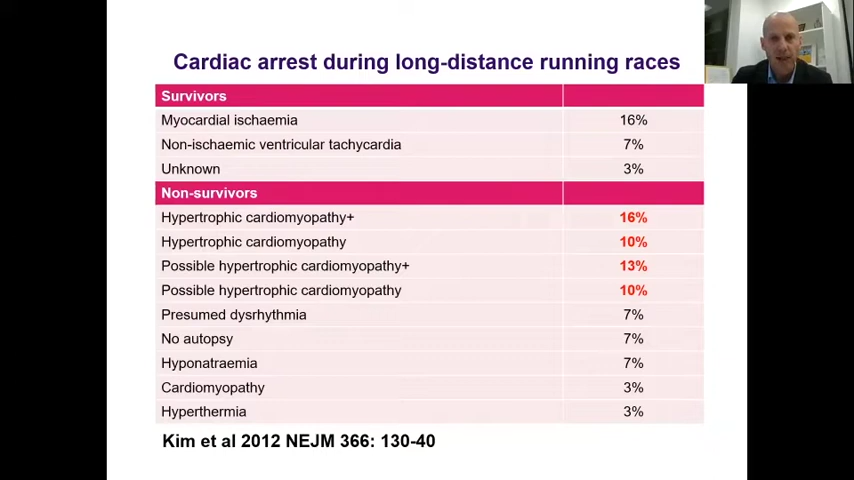 Cardiac arrest during long-distance running races
Survivors
Myocardial ischaemia 16%
Non-ischaemic ventricular tachycardia 7%
Unknown 3%
Non-survivors
Hypertrophic cardiomyopathy+ 16%
Hypertrophic cardiomyopathy 10%
Possible hypertrophic cardiomyopathy+ 13%
Possible hypertrophic cardiomyopathy 10%
Presumed dysrhythmia 7%
No autopsy 7%
Hyponatraemia 7%
Cardiomyopathy 3%
Hyperthermia 3%
Kim et al 2012 NEJM 366: 130-40